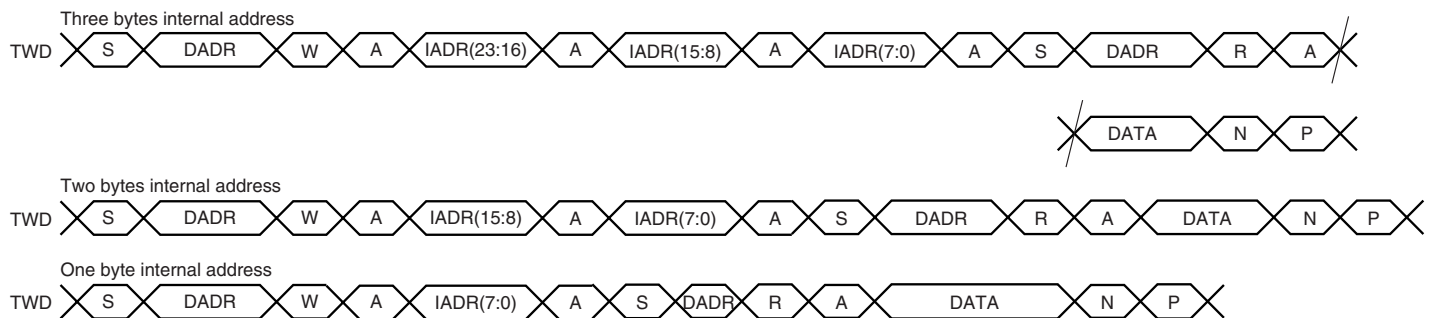 Three bytes internal address
TWD S DADR W A IADR(23:16) A IADR(15:8) A IADR(7:0) A S DADR R A
DATA N P
Two bytes internal address
TWD S DADR W A IADR(15:8) A IADR(7:0) A S DADR R A DATA N P
One byte internal address
TWD S DADR W A IADR(7:0) A S DADR R A DATA N P